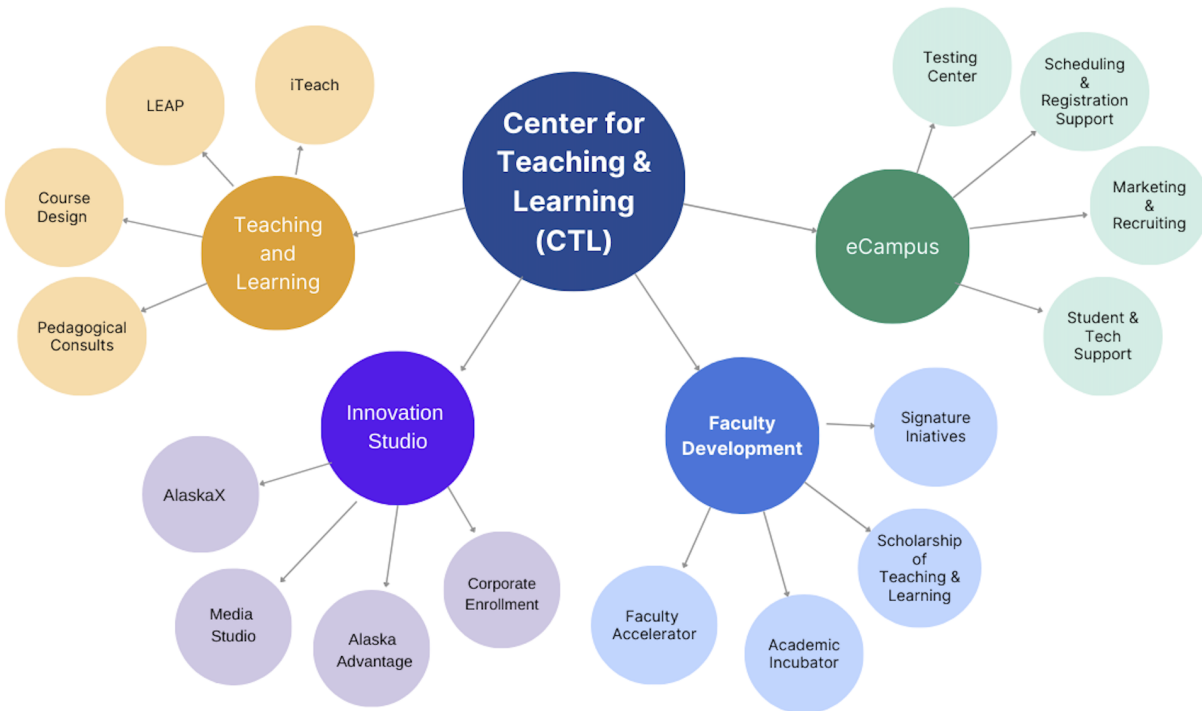 Center for
Teaching &
Learning
(CTL)
Teaching
and
Learning
iTeach
LEAP
Course
Design
Pedagogical
Consults
eCampus
Testing
Center
Scheduling
&
Registration
Support
Marketing
&
Recruiting
Student &
Tech
Support
Innovation
Studio
AlaskaX
Media
Studio
Alaska
Advantage
Corporate
Enrollment
Faculty
Development
Signature
Iniatives
Scholarship
of
Teaching &
Learning
Academic
Incubator
Faculty
Accelerator